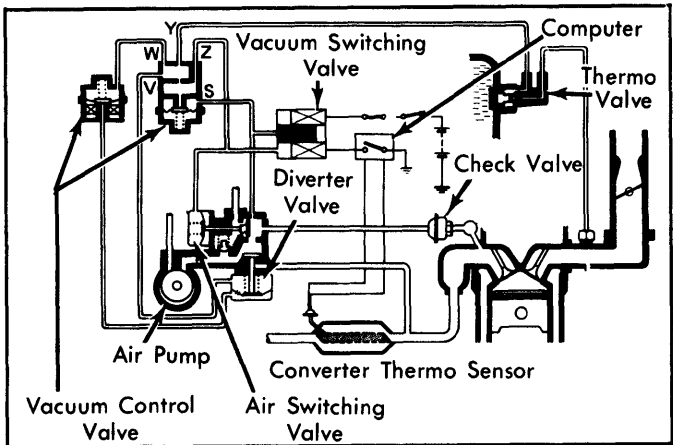 Y
W Z
V S
Vacuum Switching
Valve
Computer
Thermo
Valve
Check Valve
Diverter
Valve
Air Pump
Converter Thermo Sensor
Vacuum Control
Valve
Air Switching
Valve